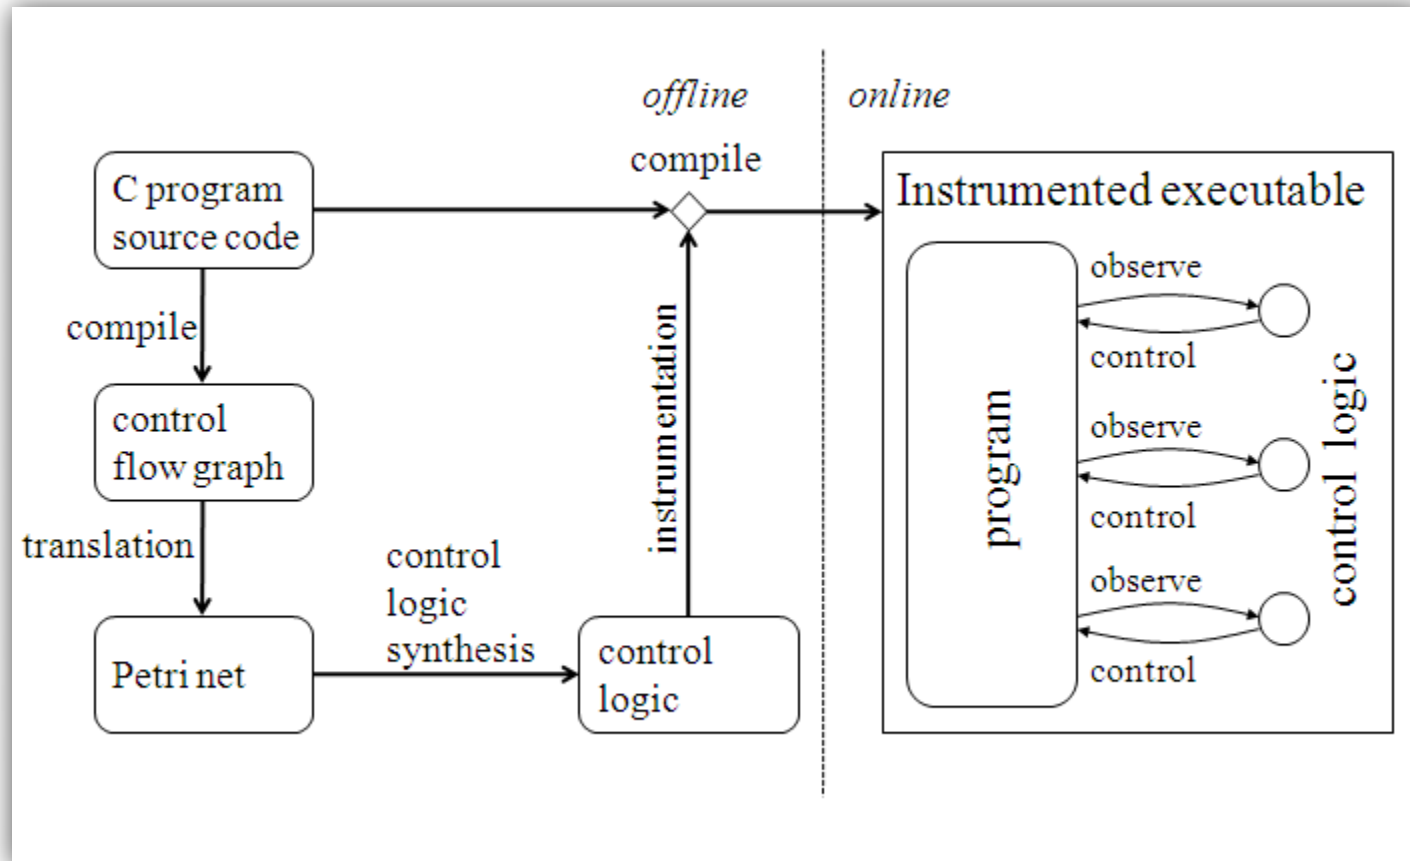 offline
online
compile
C program
source code
compile
control
flow graph
translation
Petri net
control
logic
synthesis
control
logic
instrumentation
Instrumented executable
program
observe
control
observe
control
observe
control
control logic